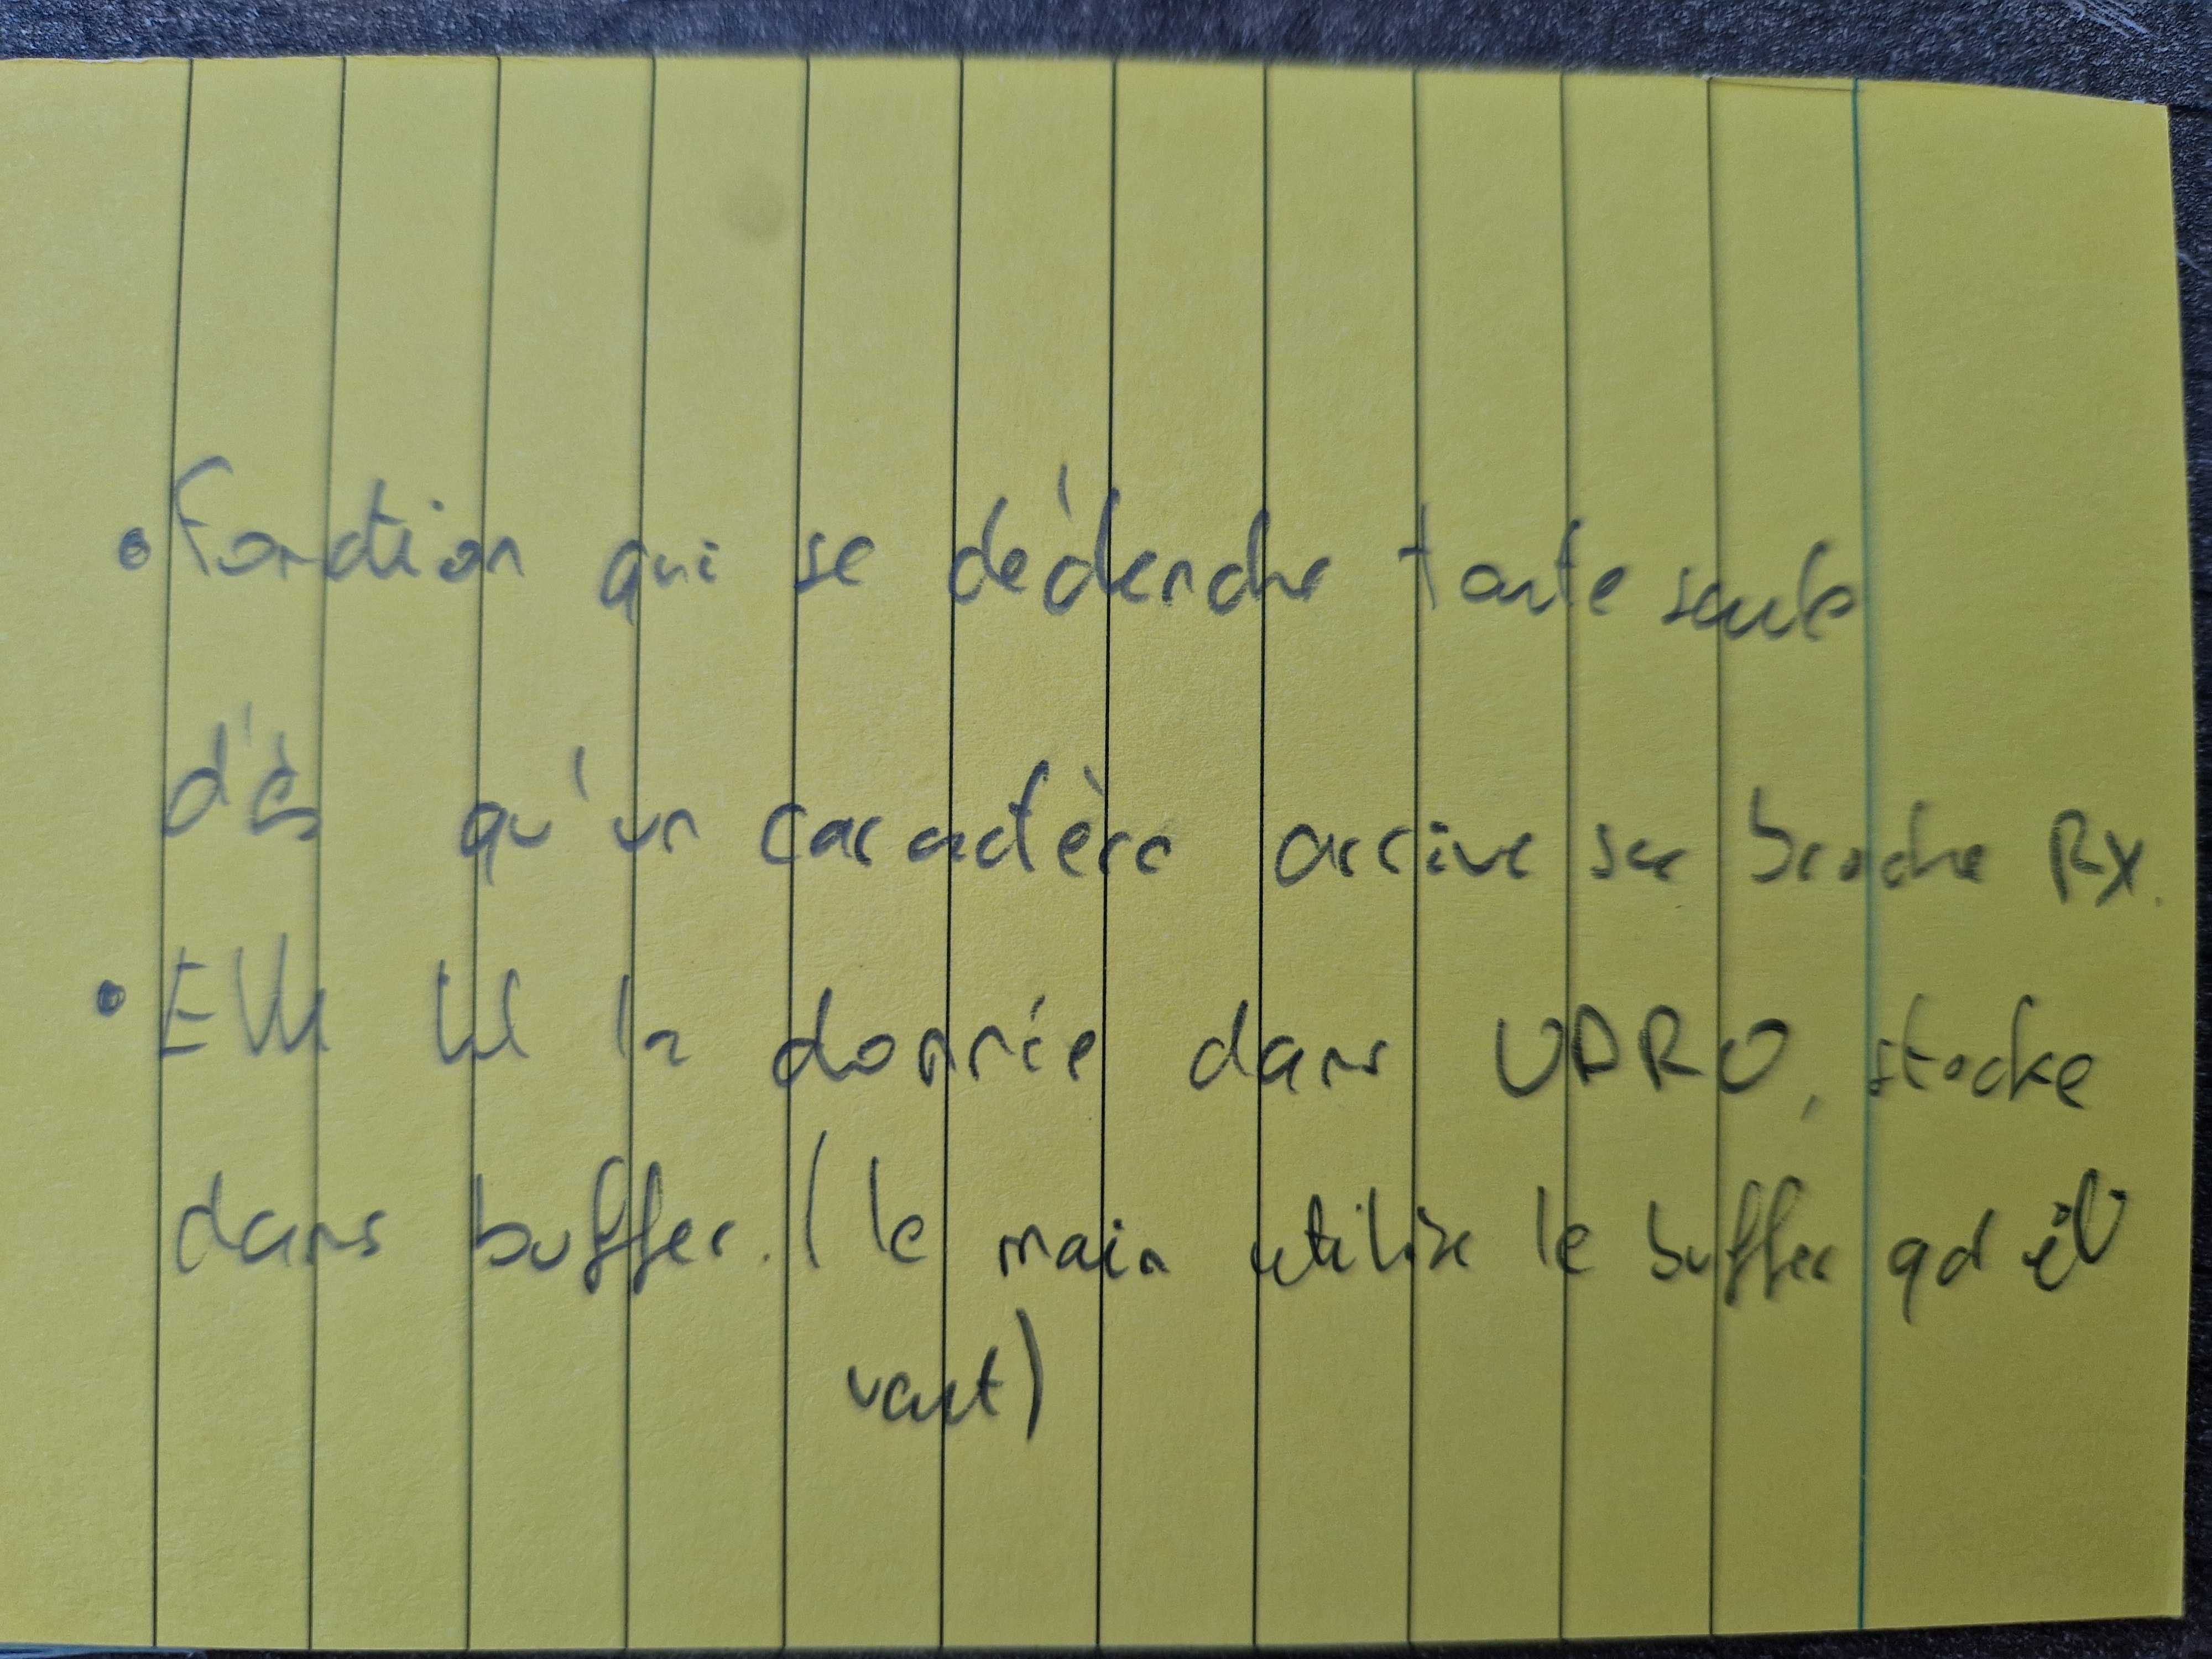 • Fonction qui se déclenche toute seule
dès qu'un caractère arrive sur broche RX.
• Elle lit la donnée dans UDR0, stocke
dans buffer. (le main utilise le buffer qd il
veut)